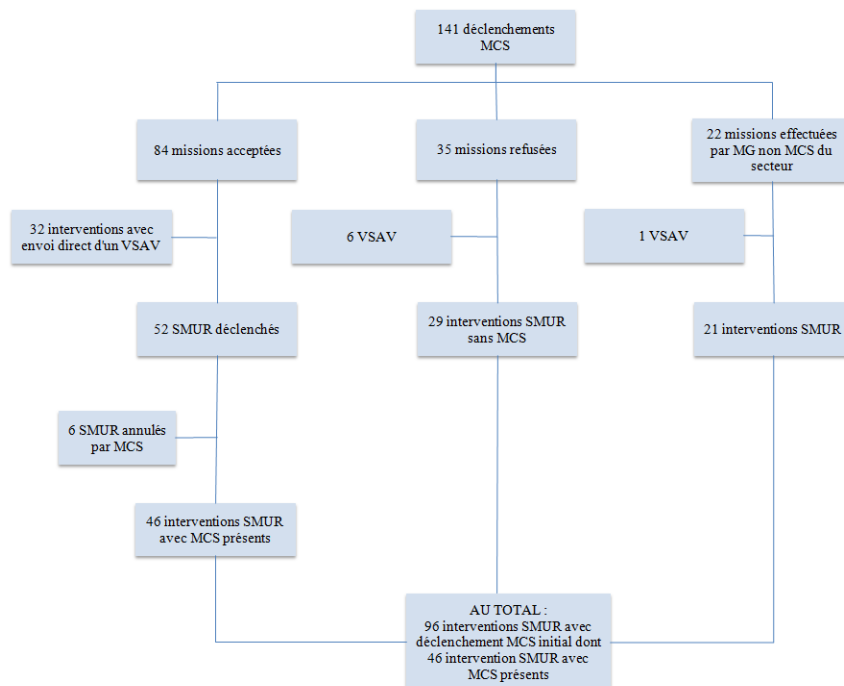 141 déclenchements
MCS
84 missions acceptées
35 missions refusées
22 missions effectuées
par MG non MCS du
secteur
32 interventions avec
envoi direct d'un VSAV
6 VSAV
1 VSAV
52 SMUR déclenchés
29 interventions SMUR
sans MCS
21 interventions SMUR
6 SMUR annulés
par MCS
46 interventions SMUR
avec MCS présents
AU TOTAL :
96 interventions SMUR avec
déclenchement MCS initial dont
46 intervention SMUR avec
MCS présents